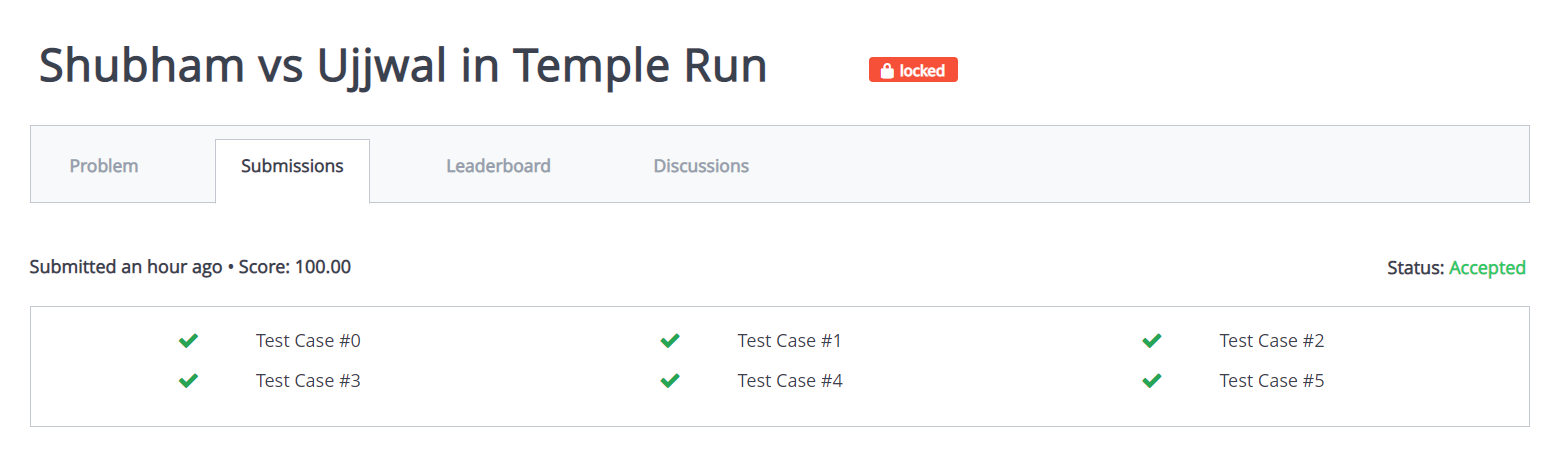 Shubham vs Ujjwal in Temple Run locked
Problem Submissions Leaderboard Discussions
Submitted an hour ago • Score: 100.00 Status: Accepted
Test Case #0 Test Case #1 Test Case #2
Test Case #3 Test Case #4 Test Case #5